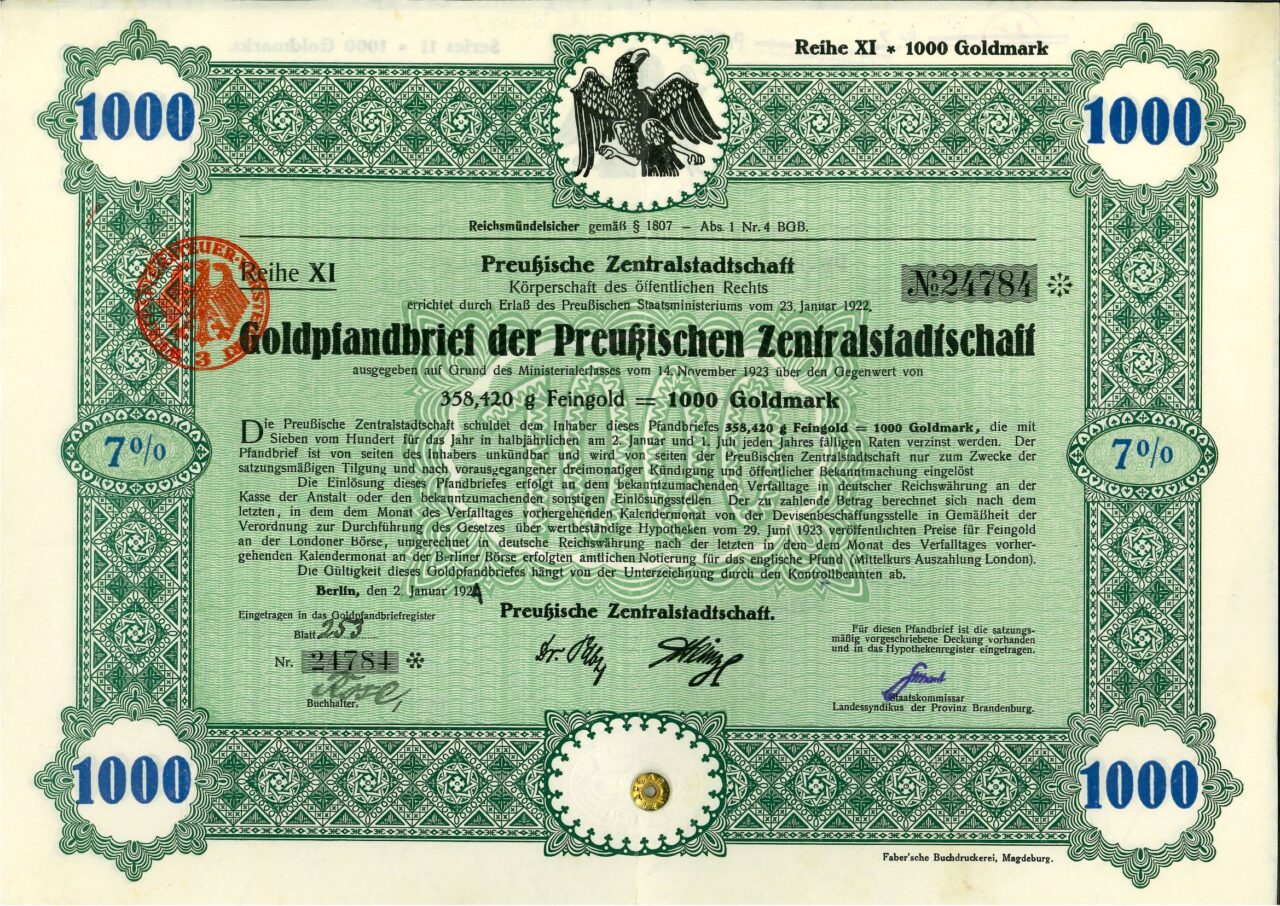 Reihe XI * 1000 Goldmark
1000
1000
Reichsmündelsicher gemäß § 1807 – Abs. 1 Nr. 4 BGB.
Reihe XI
Preußische Zentralstadtschaft
Körperschaft des öffentlichen Rechts
errichtet durch Erlaß des Preußischen Staatsministeriums vom 23. Januar 1922.
№ 24784 *
Goldpfandbrief der Preußischen Zentralstadtschaft
ausgegeben auf Grund des Ministerialerlasses vom 14. November 1923 über den Gegenwert von
358,420 g Feingold = 1000 Goldmark
7%
7%
Die Preußische Zentralstadtschaft schuldet dem Inhaber dieses Pfandbriefes 358,420 g Feingold = 1000 Goldmark, die mit
Sieben vom Hundert für das Jahr in halbjährlichen am 2. Januar und 1. Juli jeden Jahres fälligen Raten verzinst werden. Der
Pfandbrief ist von seiten des Inhabers unkündbar und wird von seiten der Preußischen Zentralstadtschaft nur zum Zwecke der
satzungsmäßigen Tilgung und nach vorausgegangener dreimonatiger Kündigung und öffentlicher Bekanntmachung eingelöst
Die Einlösung dieses Pfandbriefes erfolgt an dem bekanntzumachenden Verfalltage in deutscher Reichswährung an der
Kasse der Anstalt oder den bekanntzumachenden sonstigen Einlösungsstellen. Der zu zahlende Betrag berechnet sich nach dem
letzten, in dem dem Monat des Verfalltages vorhergehenden Kalendermonat von der Devisenbeschaffungsstelle in Gemäßheit der
Verordnung zur Durchführung des Gesetzes über wertbeständige Hypotheken vom 29. Juni 1923 veröffentlichten Preise für Feingold
an der Londoner Börse, umgerechnet in deutsche Reichswährung nach der letzten in dem dem Monat des Verfalltages vorher-
gehenden Kalendermonat an der Berliner Börse erfolgten amtlichen Notierung für das englische Pfund (Mittelkurs Auszahlung London).
Die Gültigkeit dieses Goldpfandbriefes hängt von der Unterzeichnung durch den Kontrollbeamten ab.
Berlin, den 2. Januar 192
Preußische Zentralstadtschaft.
Eingetragen in das Goldpfandbriefregister
Blatt 253
Nr. 24784 *
Buchhalter.
Dr.
Für diesen Pfandbrief ist die satzungs-
mäßig vorgeschriebene Deckung vorhanden
und in das Hypothekenregister eingetragen.
Staatskommissar
Landessyndikus der Provinz Brandenburg.
1000
1000
Faber'sche Buchdruckerei, Magdeburg.